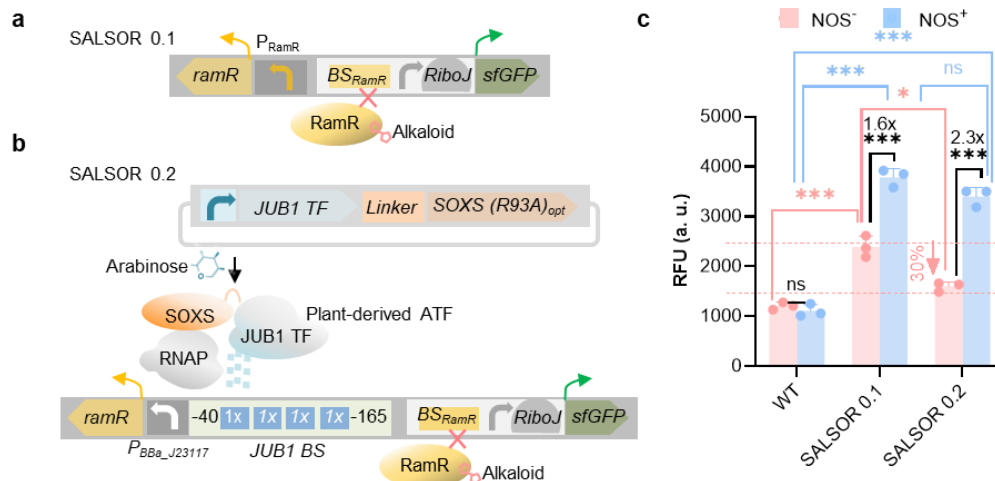 a
SALSOR 0.1
P_RamR
ramR
BS_RamR
RiboJ
sfGFP
RamR
Alkaloid
b
SALSOR 0.2
JUB1 TF
Linker
SOXS (R93A)_opt
Arabinose
SOXS
JUB1 TF
Plant-derived ATF
RNAP
ramR
-40
1x
1x
1x
1x
-165
BS_RamR
RiboJ
sfGFP
P_BBa_J23117
JUB1 BS
RamR
Alkaloid
c
NOS⁻
NOS⁺
***
***
ns
*
1.6x
***
2.3x
***
***
30%
ns
RFU (a. u.)
5000
4000
3000
2000
1000
0
WT
SALSOR 0.1
SALSOR 0.2